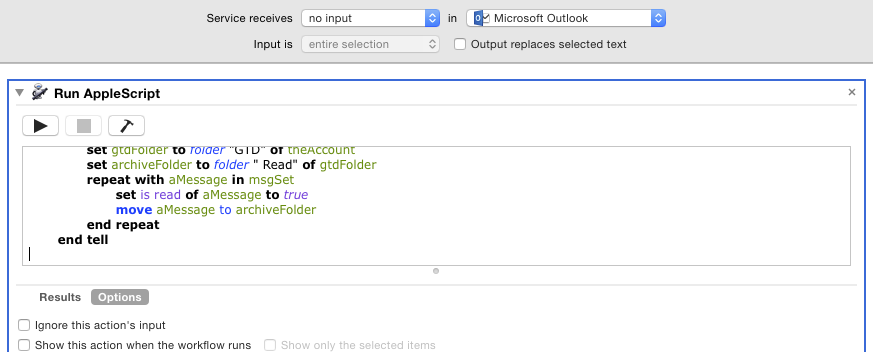 Service receives no input in Microsoft Outlook
Input is entire selection Output replaces selected text
Run AppleScript
set gtdFolder to folder "GTD" of theAccount
set archiveFolder to folder " Read" of gtdFolder
repeat with aMessage in msgSet
set is read of aMessage to true
move aMessage to archiveFolder
end repeat
end tell
Results Options
Ignore this action's input
Show this action when the workflow runs Show only the selected items